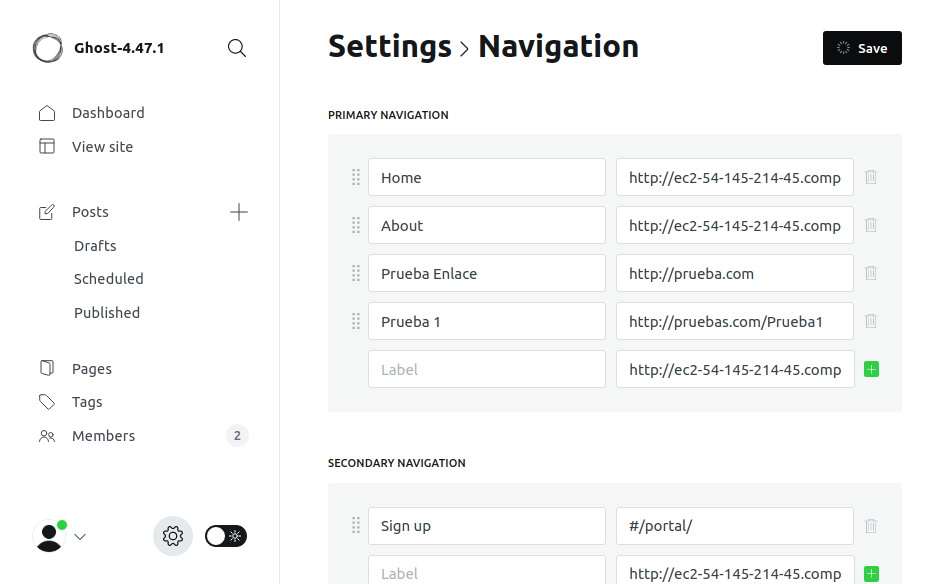 Ghost-4.47.1
Settings > Navigation
Save
Dashboard
View site
Posts
Drafts
Scheduled
Published
Pages
Tags
Members 2
PRIMARY NAVIGATION
Home http://ec2-54-145-214-45.comp
About http://ec2-54-145-214-45.comp
Prueba Enlace http://prueba.com
Prueba 1 http://pruebas.com/Prueba1
Label http://ec2-54-145-214-45.comp
SECONDARY NAVIGATION
Sign up #/portal/
Label http://ec2-54-145-214-45.comp